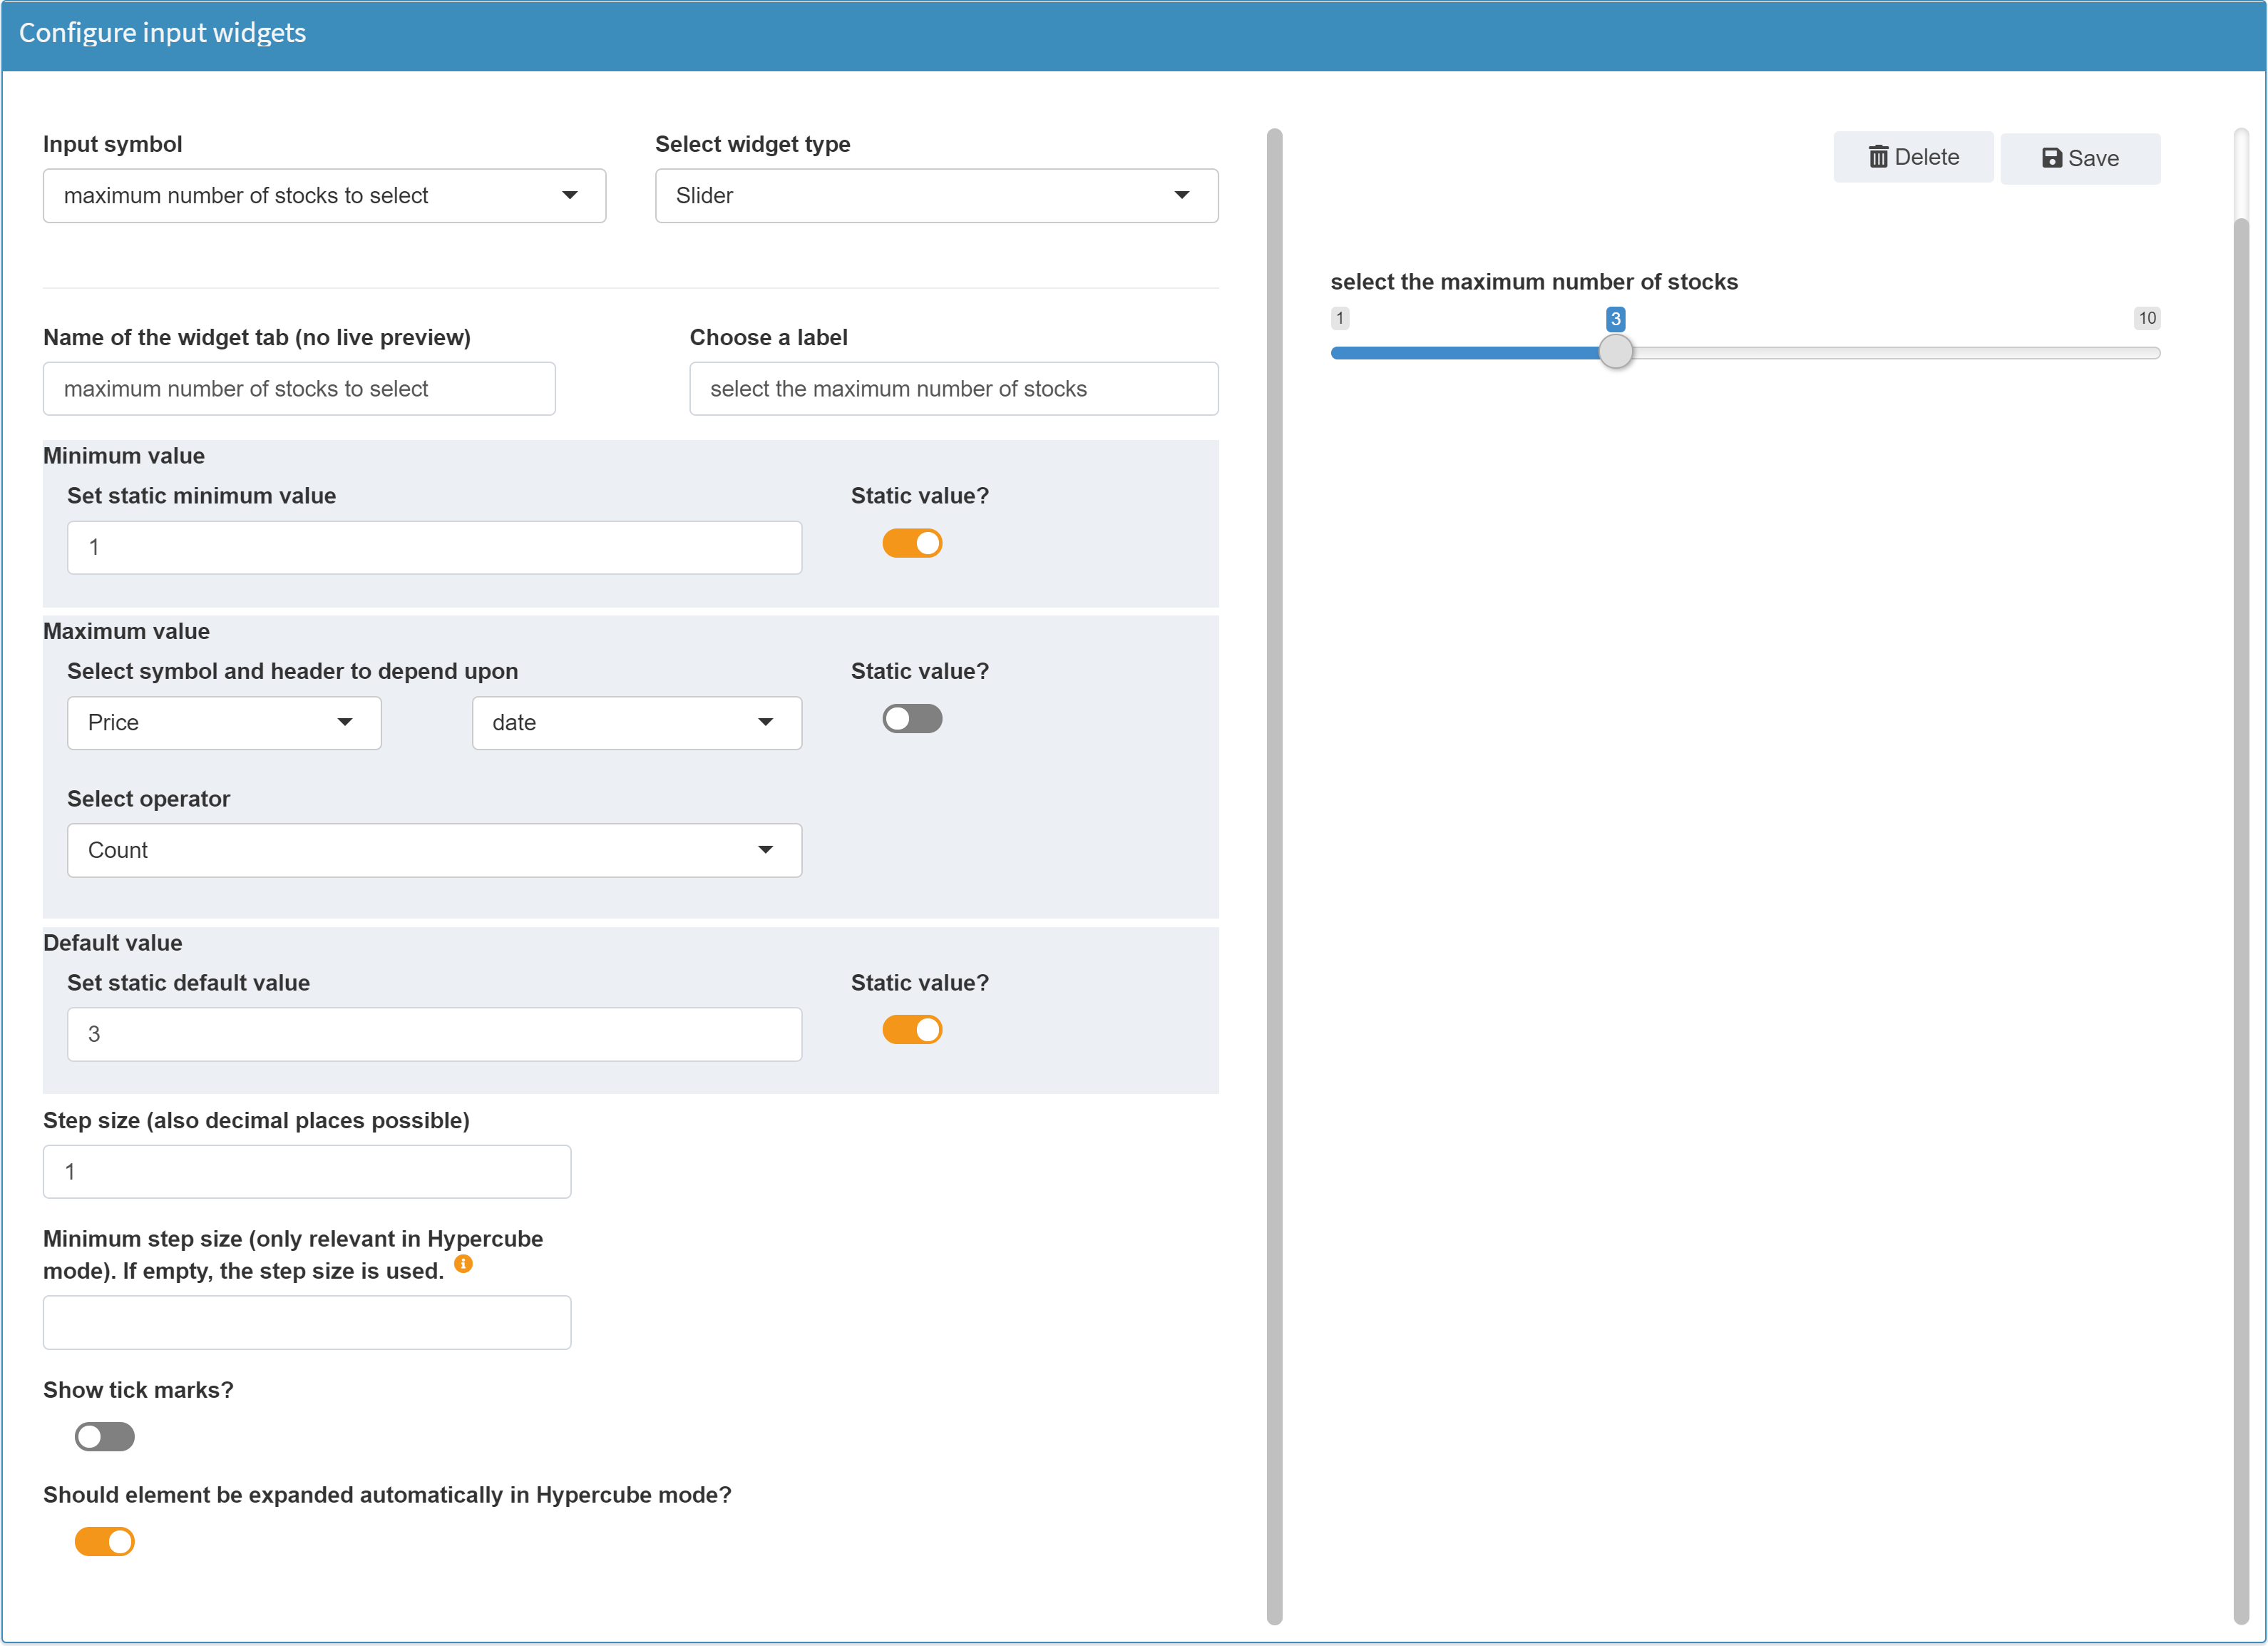 Configure input widgets
Input symbol
Select widget type
maximum number of stocks to select
Slider
Delete
Save
Name of the widget tab (no live preview)
Choose a label
maximum number of stocks to select
select the maximum number of stocks
select the maximum number of stocks
1
3
10
Minimum value
Set static minimum value
Static value?
1
Maximum value
Select symbol and header to depend upon
Static value?
Price
date
Select operator
Count
Default value
Set static default value
Static value?
3
Step size (also decimal places possible)
1
Minimum step size (only relevant in Hypercube
mode). If empty, the step size is used.
Show tick marks?
Should element be expanded automatically in Hypercube mode?